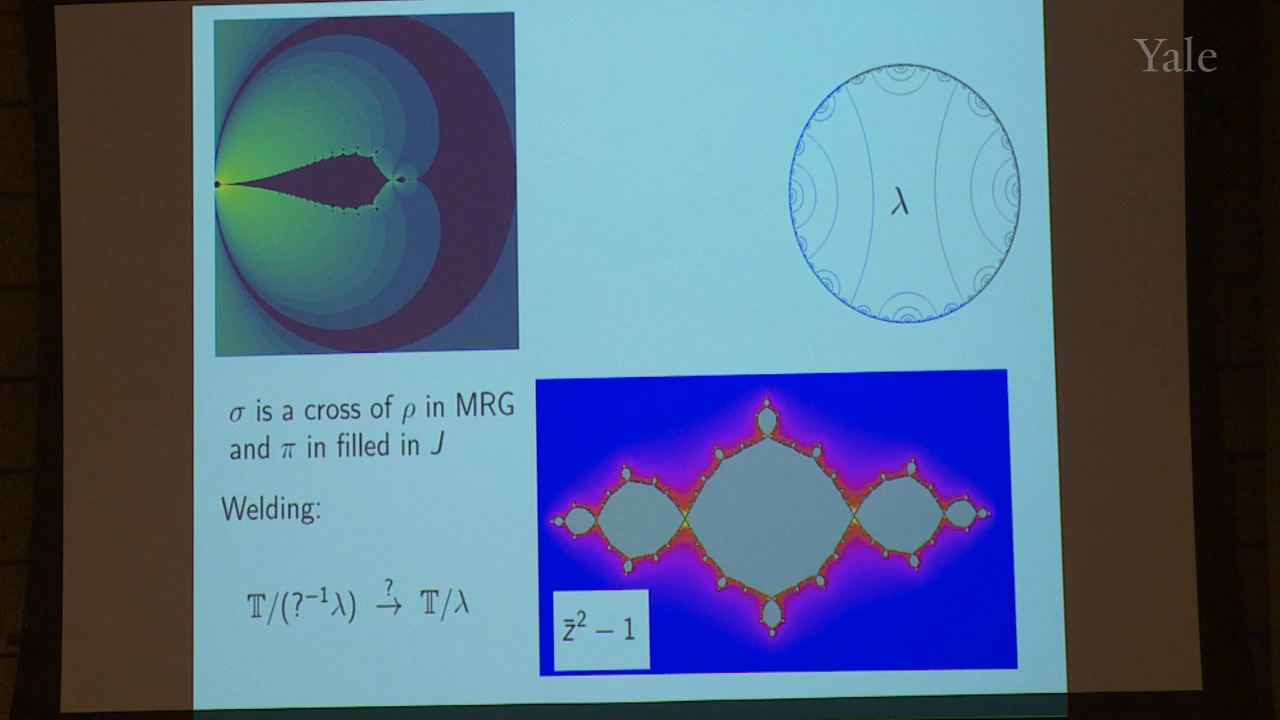 Yale
λ
σ is a cross of ρ in MRG
and π in filled in J
Welding:
𝕋/(?⁻¹λ) →^? 𝕋/λ
z̄² − 1